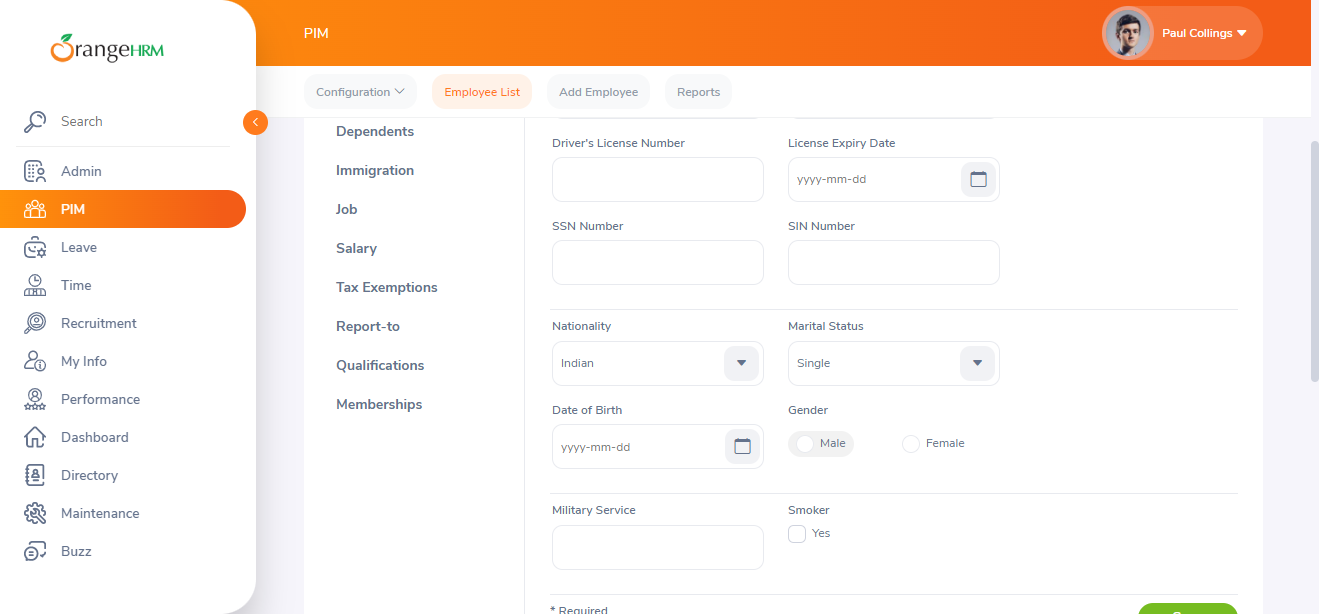 OrangeHRM
PIM
Paul Collings
Configuration
Employee List
Add Employee
Reports
Search
Admin
PIM
Leave
Time
Recruitment
My Info
Performance
Dashboard
Directory
Maintenance
Buzz
Dependents
Immigration
Job
Salary
Tax Exemptions
Report-to
Qualifications
Memberships
Driver's License Number
License Expiry Date
yyyy-mm-dd
SSN Number
SIN Number
Nationality
Marital Status
Indian
Single
Date of Birth
Gender
yyyy-mm-dd
Male
Female
Military Service
Smoker
Yes
* Required